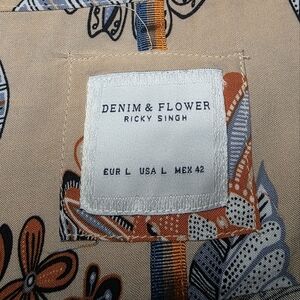 DENIM & FLOWER
RICKY SINGH
EUR L USA L MEX 42